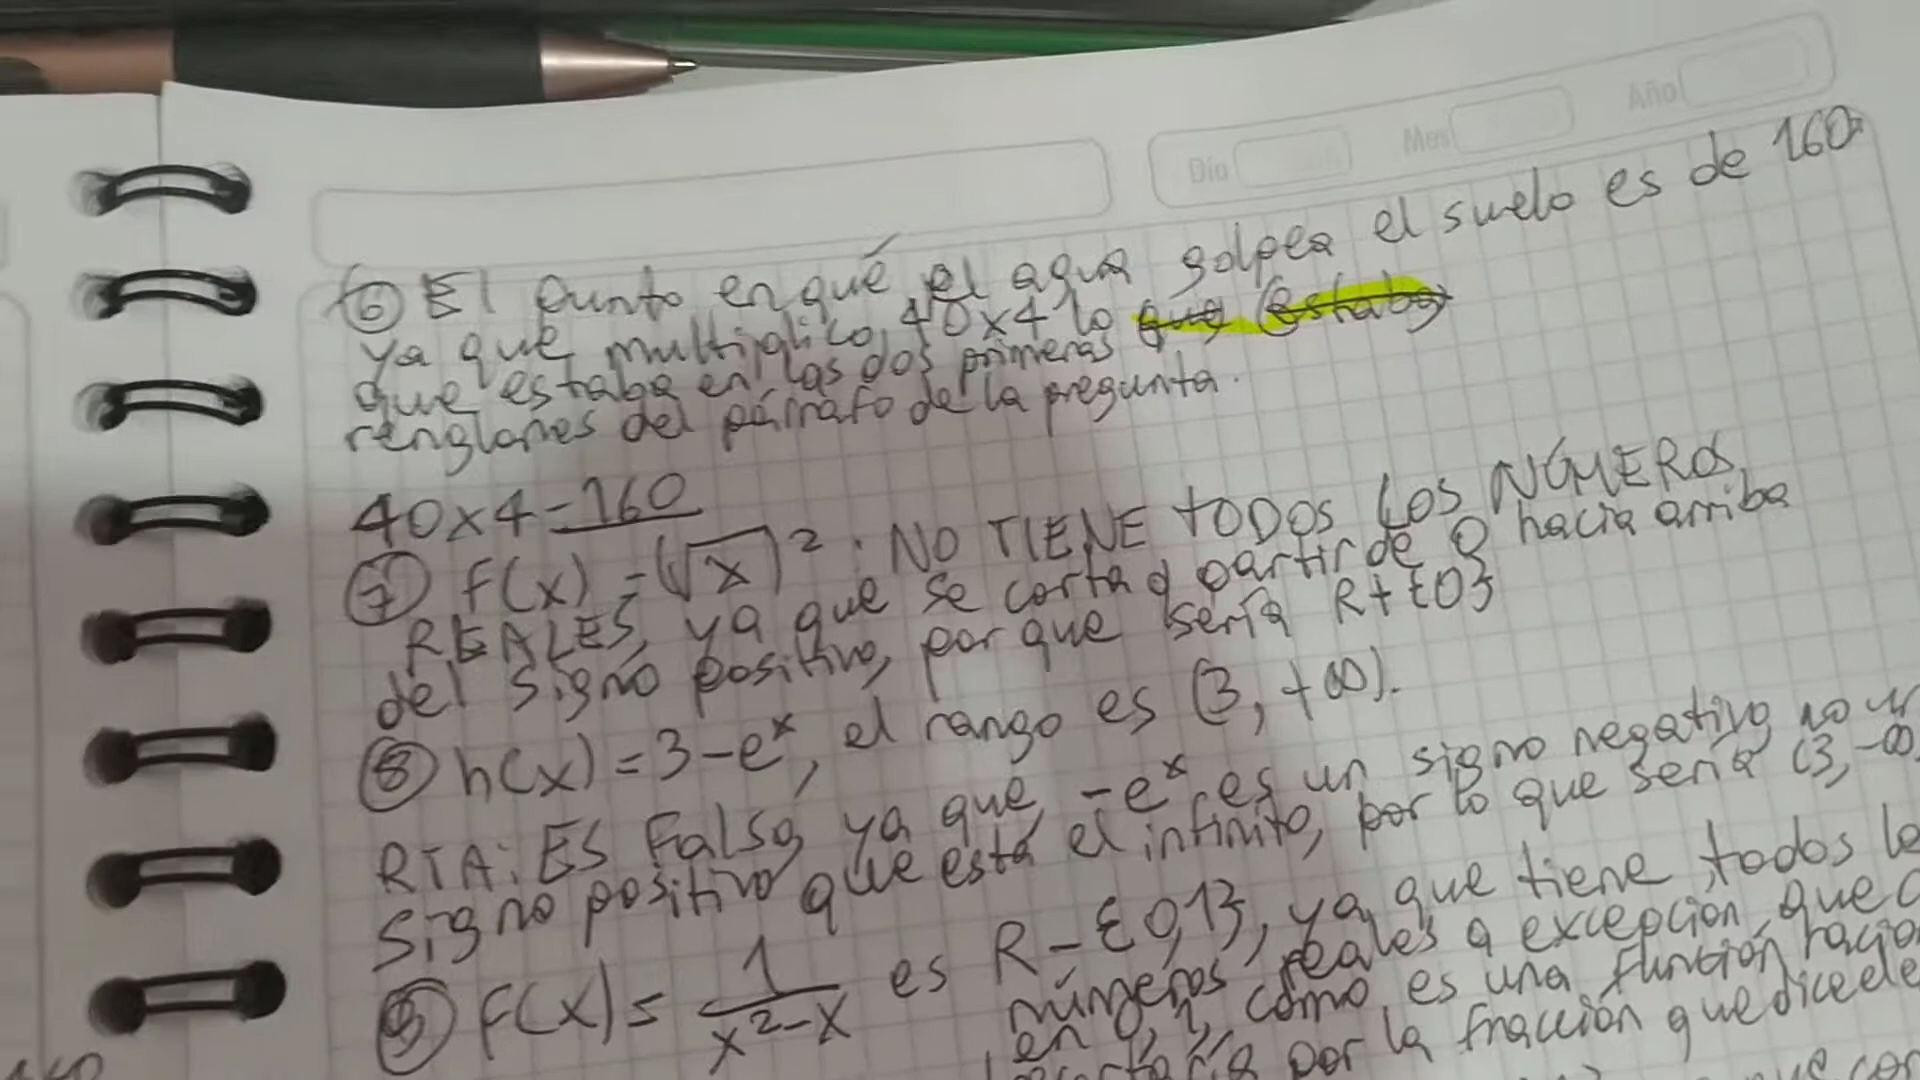 Día Mes Año
⑥ El punto en qué el agua golpea el suelo es de 160
ya que multiplico 40x4 lo que estaba
que estaba en las dos primeras
renglones del párrafo de la pregunta.
40x4=160
⑦ f(x) = (√x)² : NO TIENE TODOS LOS NÚMEROS
REALES, ya que se corta a partir de 0 hacia arriba
del signo positivo, por que sería R+{0}
⑧ h(x) = 3-eˣ, el rango es (3, +∞).
RTA: ES Falso, ya que -eˣ es un signo negativo no
signo positivo que está el infinito, por lo que sería (3, -∞
⑨ f(x) = 1/(x²-x) es R-{0,1}, ya que tiene todos
números reales a excepción que
en 0, 1, como es una función
por la fracción que dice